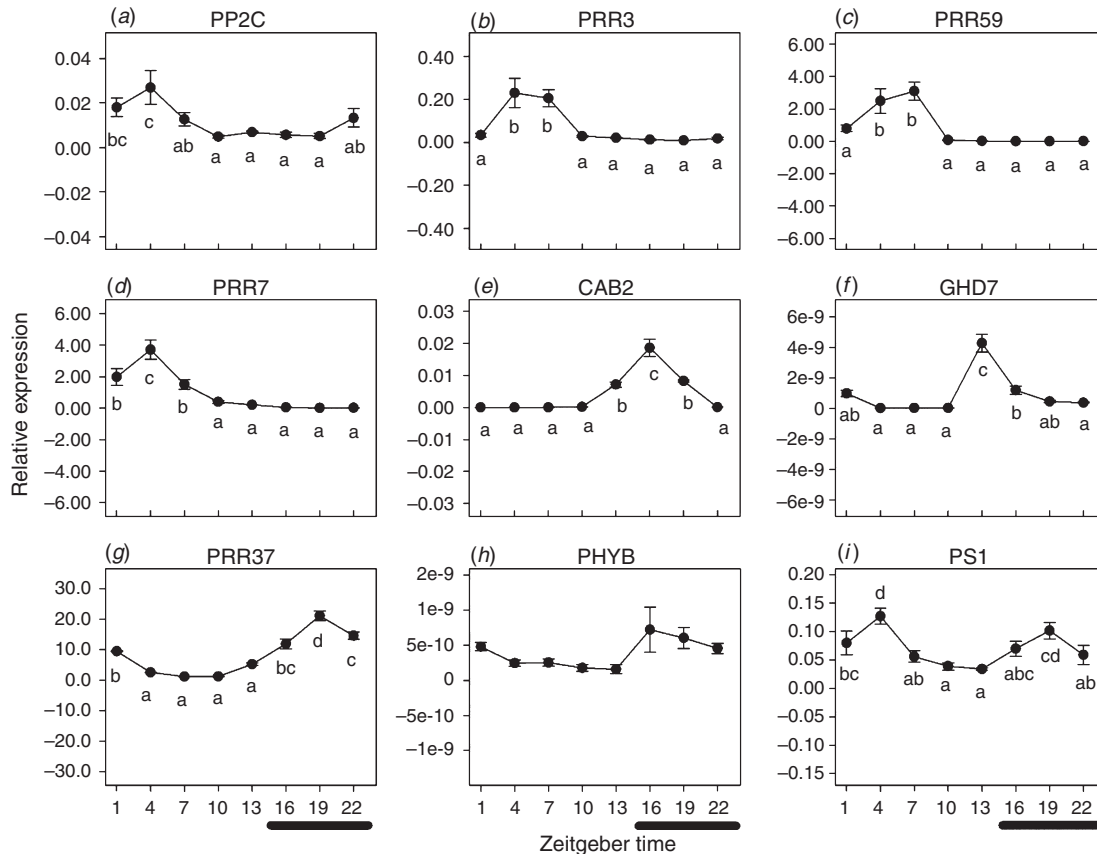 (a) PP2C
0.04
0.02
0.00
–0.02
–0.04
bc c ab a a a a ab
(b) PRR3
0.40
0.20
0.00
–0.20
–0.40
a b b a a a a a
(c) PRR59
6.00
4.00
2.00
0.00
–2.00
–4.00
–6.00
a b b a a a a a
Relative expression
(d) PRR7
6.00
4.00
2.00
0.00
–2.00
–4.00
–6.00
b c b a a a a a
(e) CAB2
0.03
0.02
0.01
0.00
–0.01
–0.02
–0.03
a a a a b c b a
(f) GHD7
6e-9
4e-9
2e-9
0
–2e-9
–4e-9
–6e-9
ab a a a c b ab a
(g) PRR37
30.0
20.0
10.0
0.0
–10.0
–20.0
–30.0
b a a a a bc d c
1 4 7 10 13 16 19 22
(h) PHYB
2e-9
1e-9
5e-10
0
–5e-10
–1e-9
1 4 7 10 13 16 19 22
(i) PS1
0.20
0.15
0.10
0.05
0.00
–0.05
–0.10
–0.15
bc d ab a a abc cd ab
1 4 7 10 13 16 19 22
Zeitgeber time